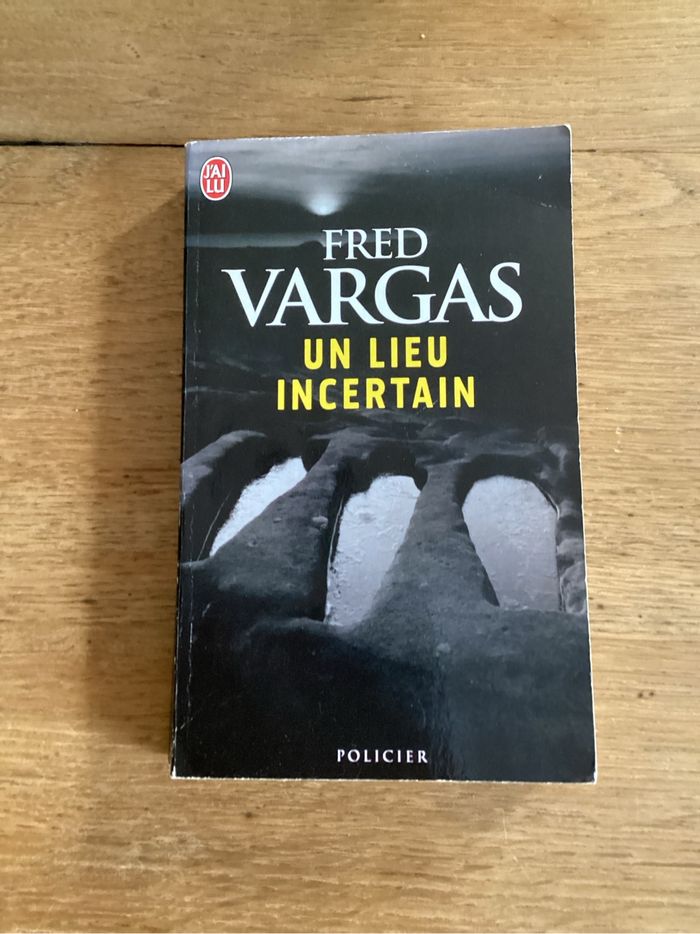 J'AI
LU
FRED
VARGAS
UN LIEU
INCERTAIN
POLICIER